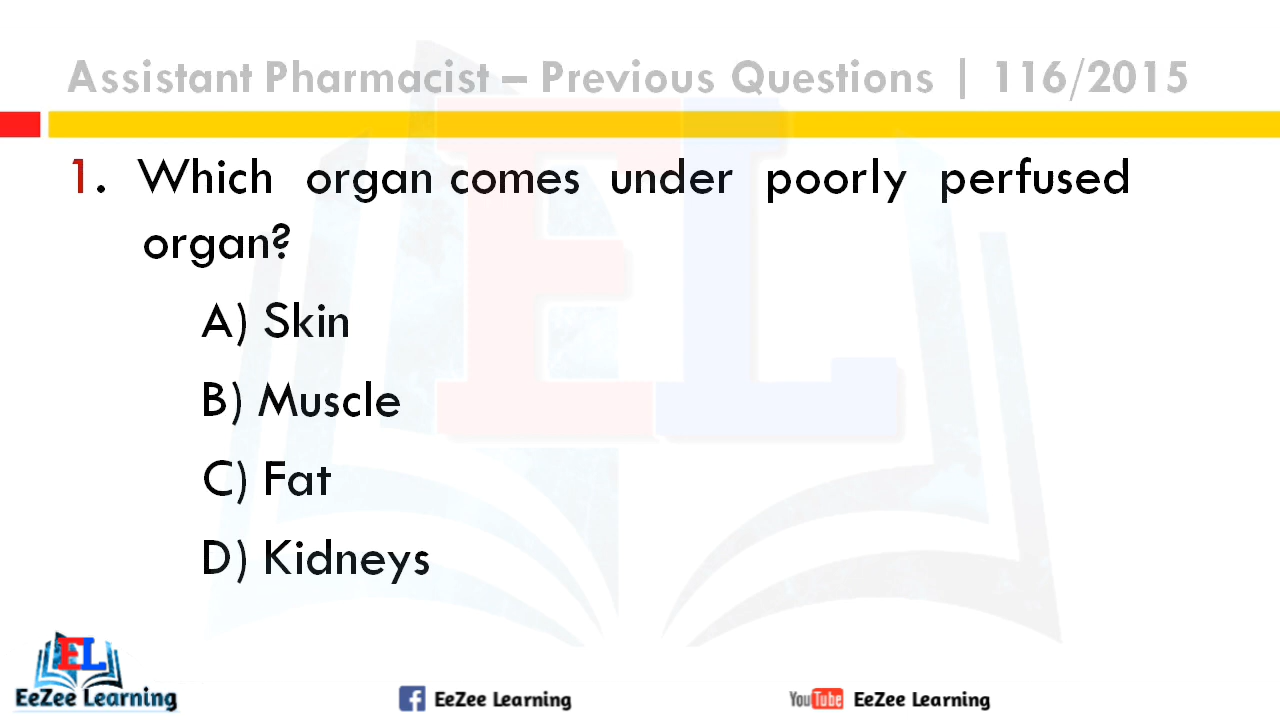 Assistant Pharmacist – Previous Questions | 116/2015
1. Which organ comes under poorly perfused
organ?
A) Skin
B) Muscle
C) Fat
D) Kidneys
EL
EL
EeZee Learning
f EeZee Learning
YouTube EeZee Learning